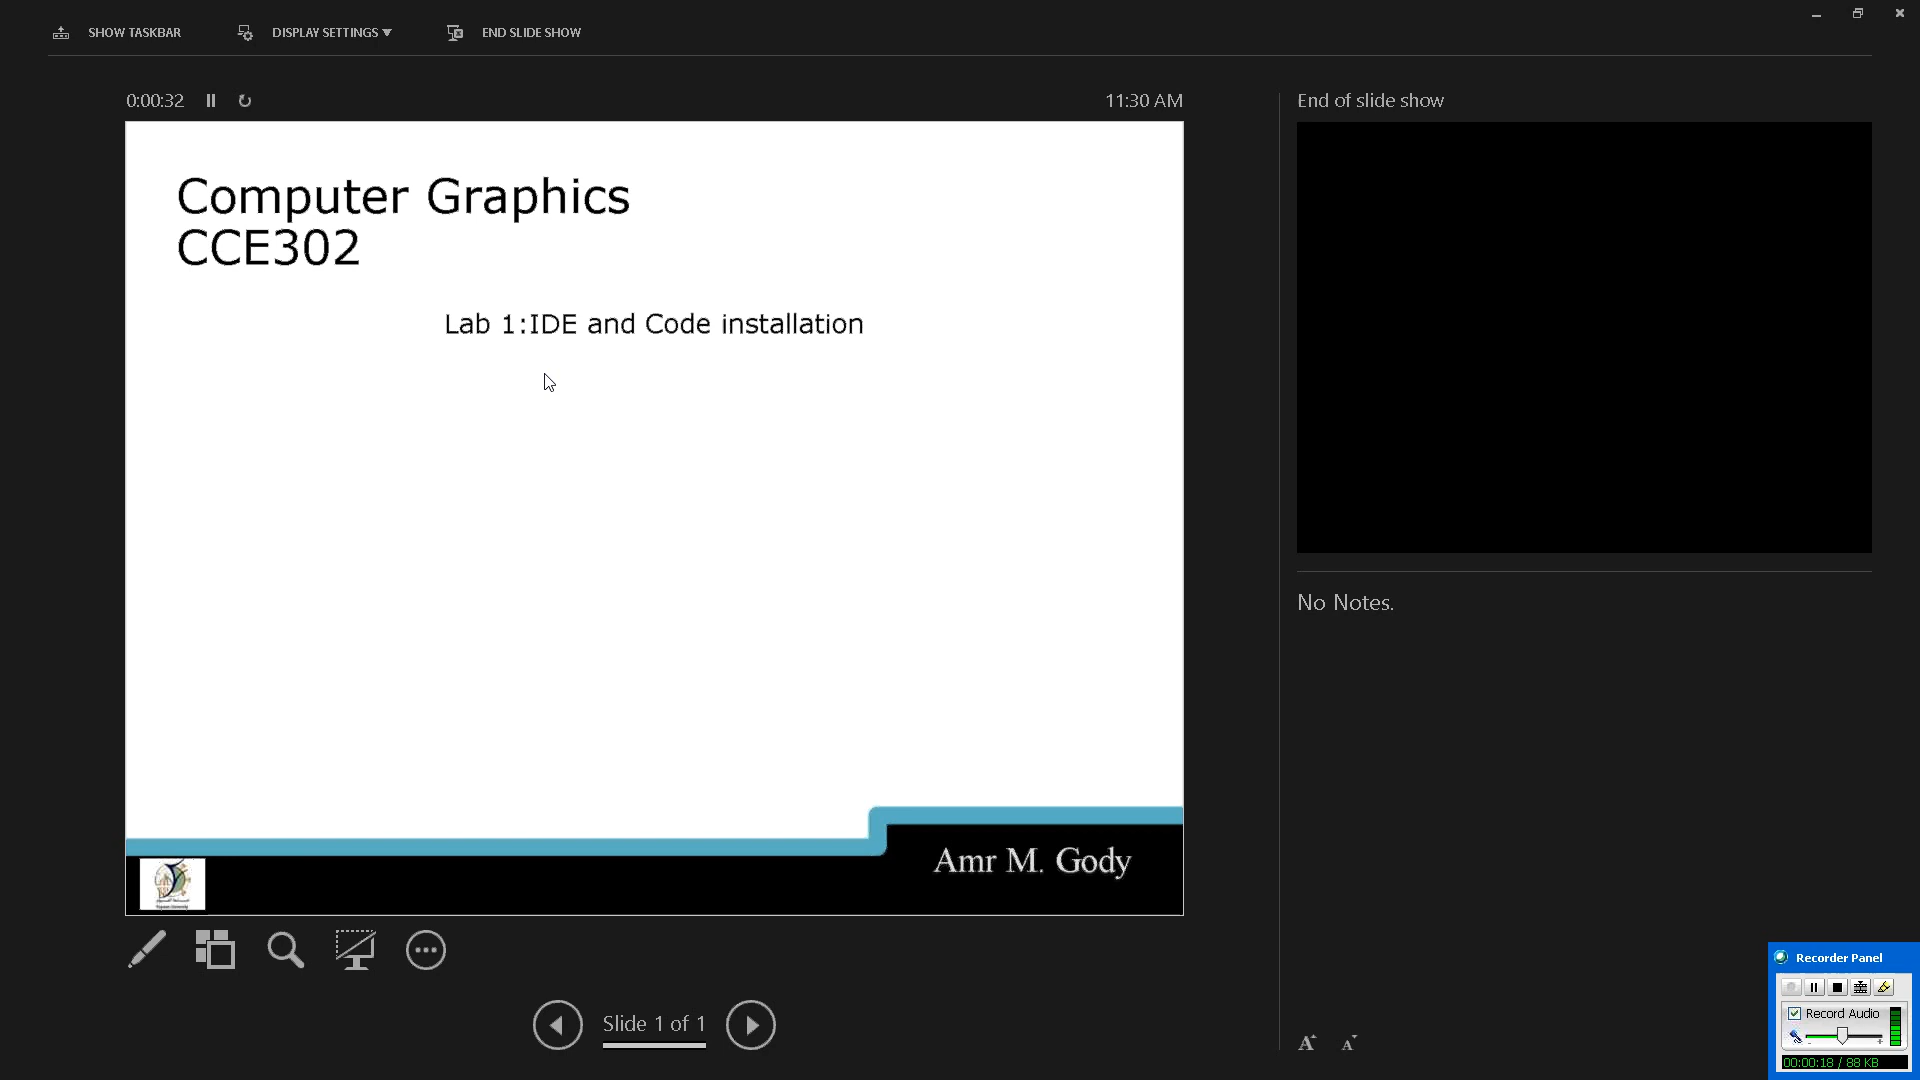 SHOW TASKBAR
DISPLAY SETTINGS
END SLIDE SHOW
0:00:32
11:30 AM
End of slide show
Computer Graphics
CCE302
Lab 1:IDE and Code installation
Amr M. Gody
No Notes.
Slide 1 of 1
A A
Recorder Panel
Record Audio
- +
00:00:18 / 88 KB